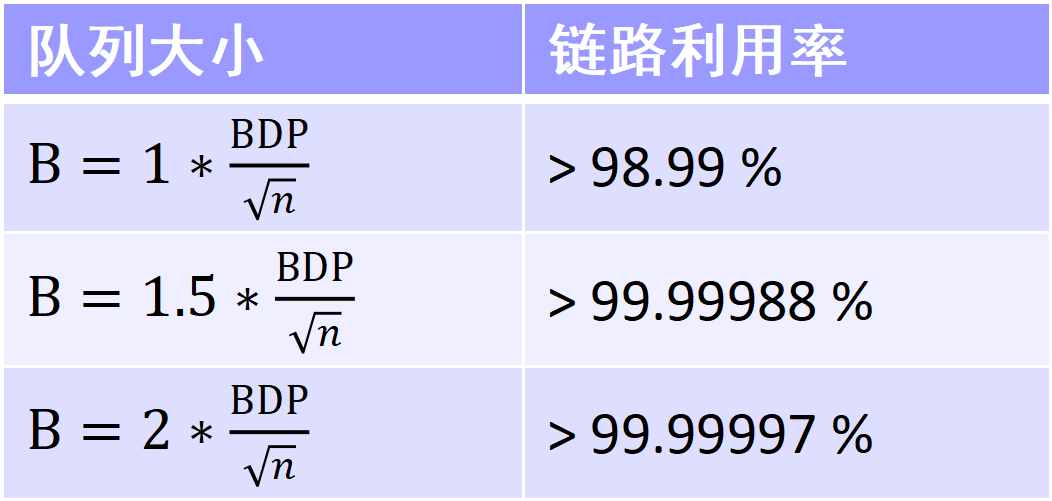 队列大小 链路利用率
B = 1 * BDP/√n > 98.99 %
B = 1.5 * BDP/√n > 99.99988 %
B = 2 * BDP/√n > 99.99997 %